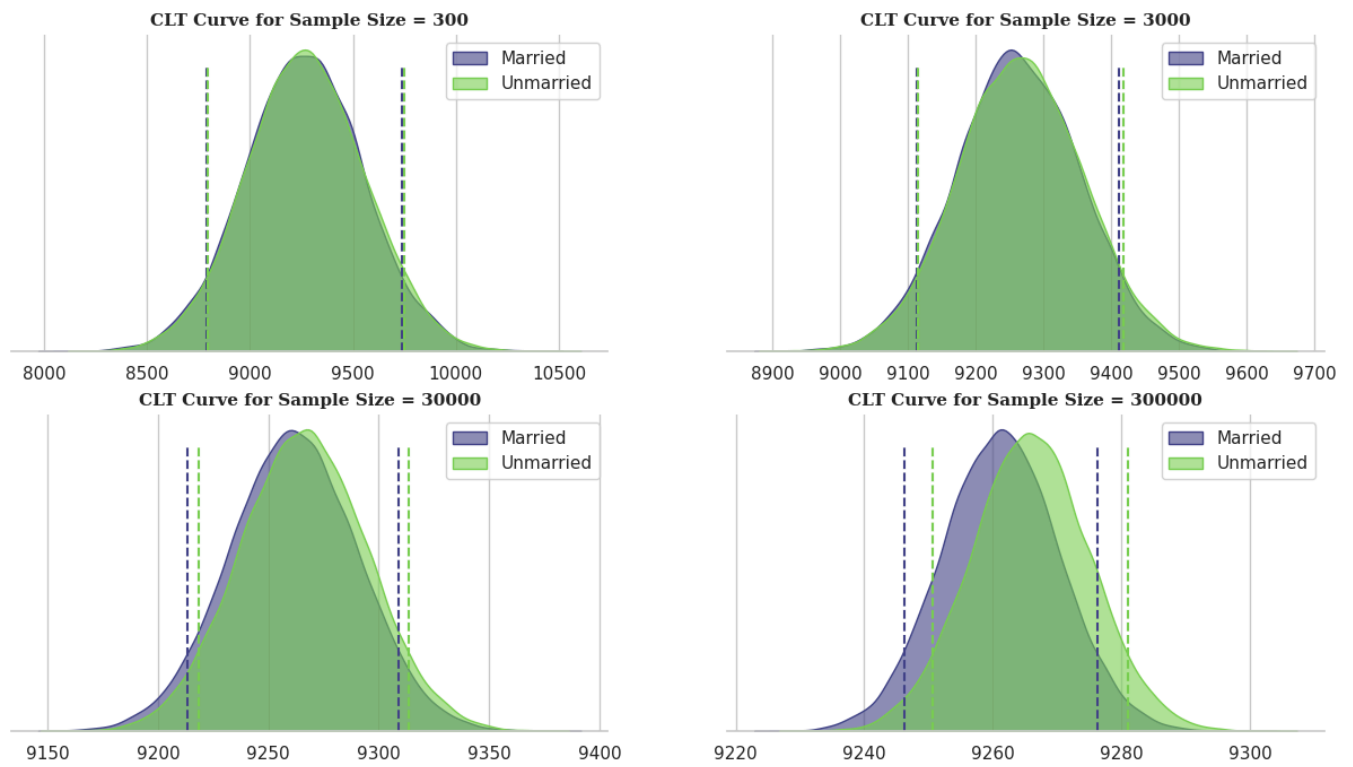 CLT Curve for Sample Size = 300
Married
Unmarried
8000 8500 9000 9500 10000 10500
CLT Curve for Sample Size = 3000
Married
Unmarried
8900 9000 9100 9200 9300 9400 9500 9600 9700
CLT Curve for Sample Size = 30000
Married
Unmarried
9150 9200 9250 9300 9350 9400
CLT Curve for Sample Size = 300000
Married
Unmarried
9220 9240 9260 9280 9300